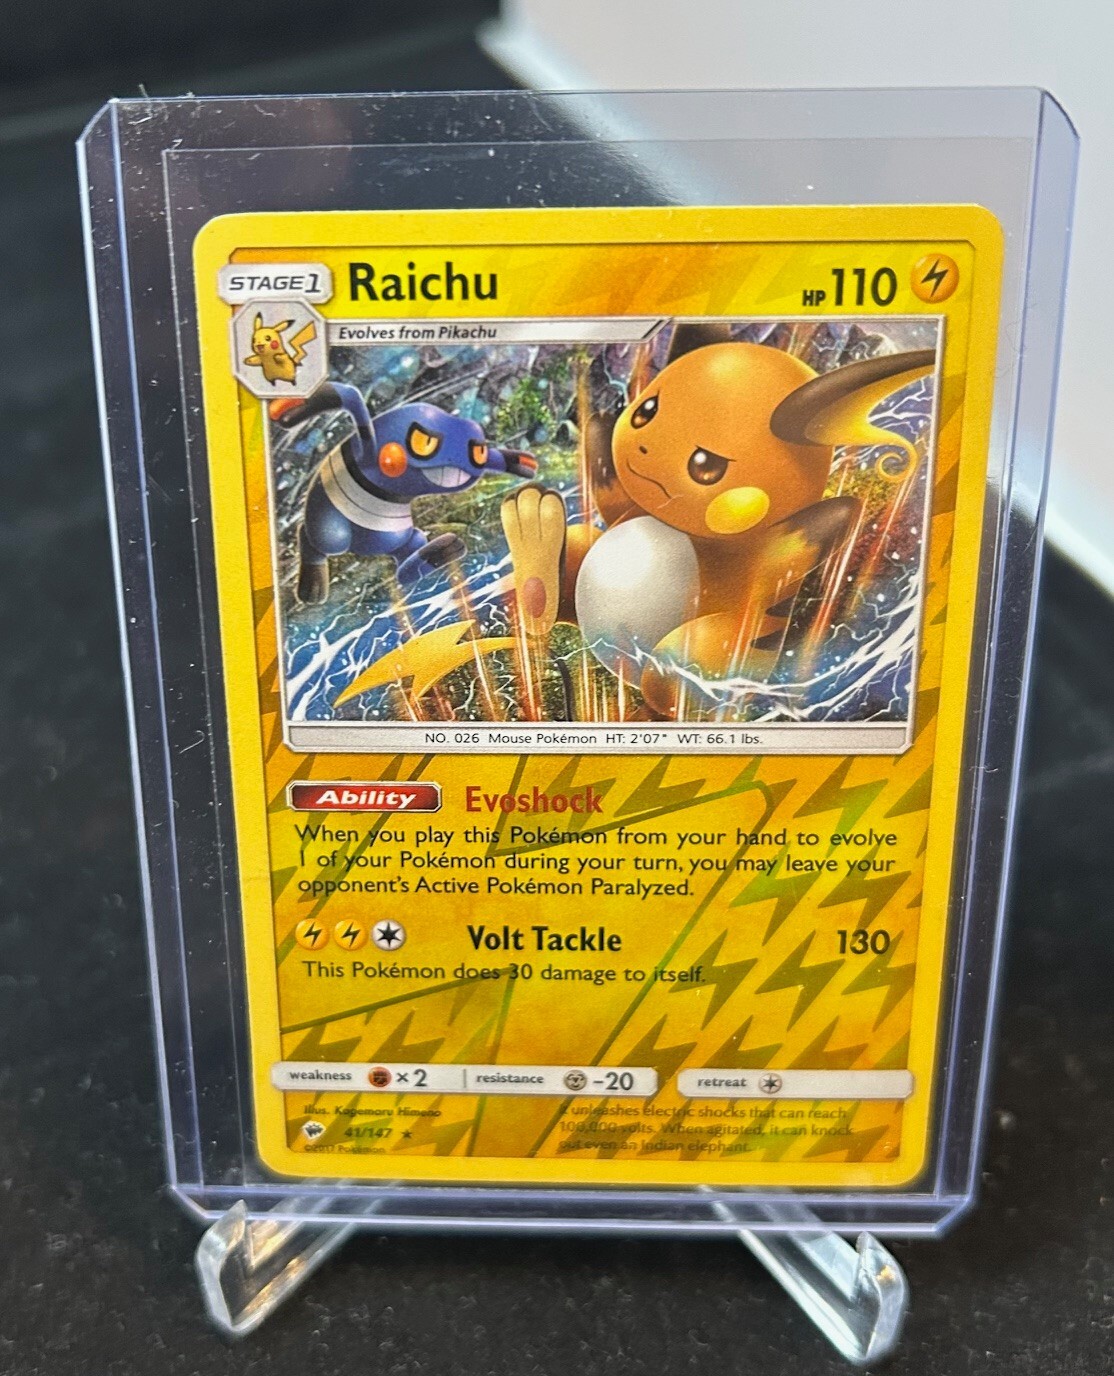 STAGE1 Raichu HP 110
Evolves from Pikachu
NO. 026 Mouse Pokémon HT: 2'07" WT: 66.1 lbs.
Ability Evoshock
When you play this Pokémon from your hand to evolve
1 of your Pokémon during your turn, you may leave your
opponent's Active Pokémon Paralyzed.
Volt Tackle 130
This Pokémon does 30 damage to itself.
weakness ×2 resistance -20 retreat
Illus. Kagemaru Himeno
41/147
©2017 Pokémon
It unleashes electric shocks that can reach
100,000 volts. When agitated, it can knock
out even an Indian elephant.